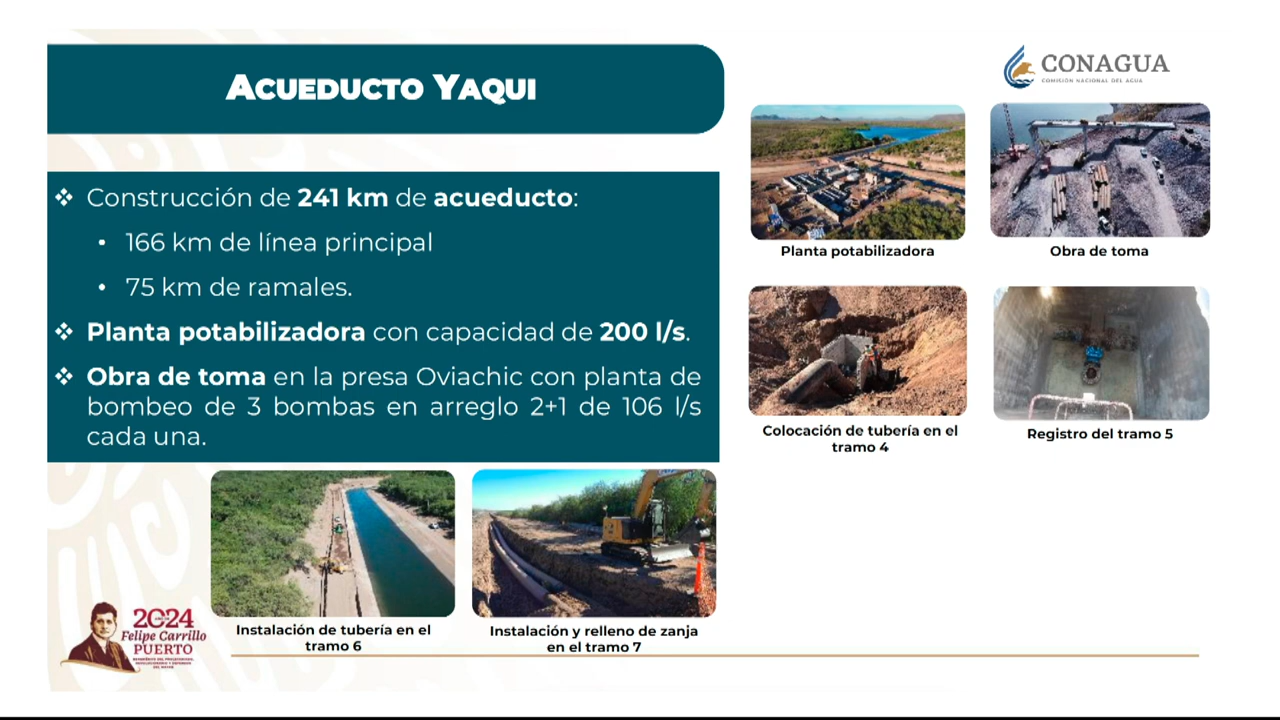 ACUEDUCTO YAQUI
CONAGUA
COMISIÓN NACIONAL DEL AGUA
❖ Construcción de 241 km de acueducto:
• 166 km de línea principal
• 75 km de ramales.
❖ Planta potabilizadora con capacidad de 200 l/s.
❖ Obra de toma en la presa Oviachic con planta de
bombeo de 3 bombas en arreglo 2+1 de 106 l/s
cada una.
Planta potabilizadora
Obra de toma
Colocación de tubería en el
tramo 4
Registro del tramo 5
Instalación de tubería en el
tramo 6
Instalación y relleno de zanja
en el tramo 7
2024
Felipe Carrillo
PUERTO